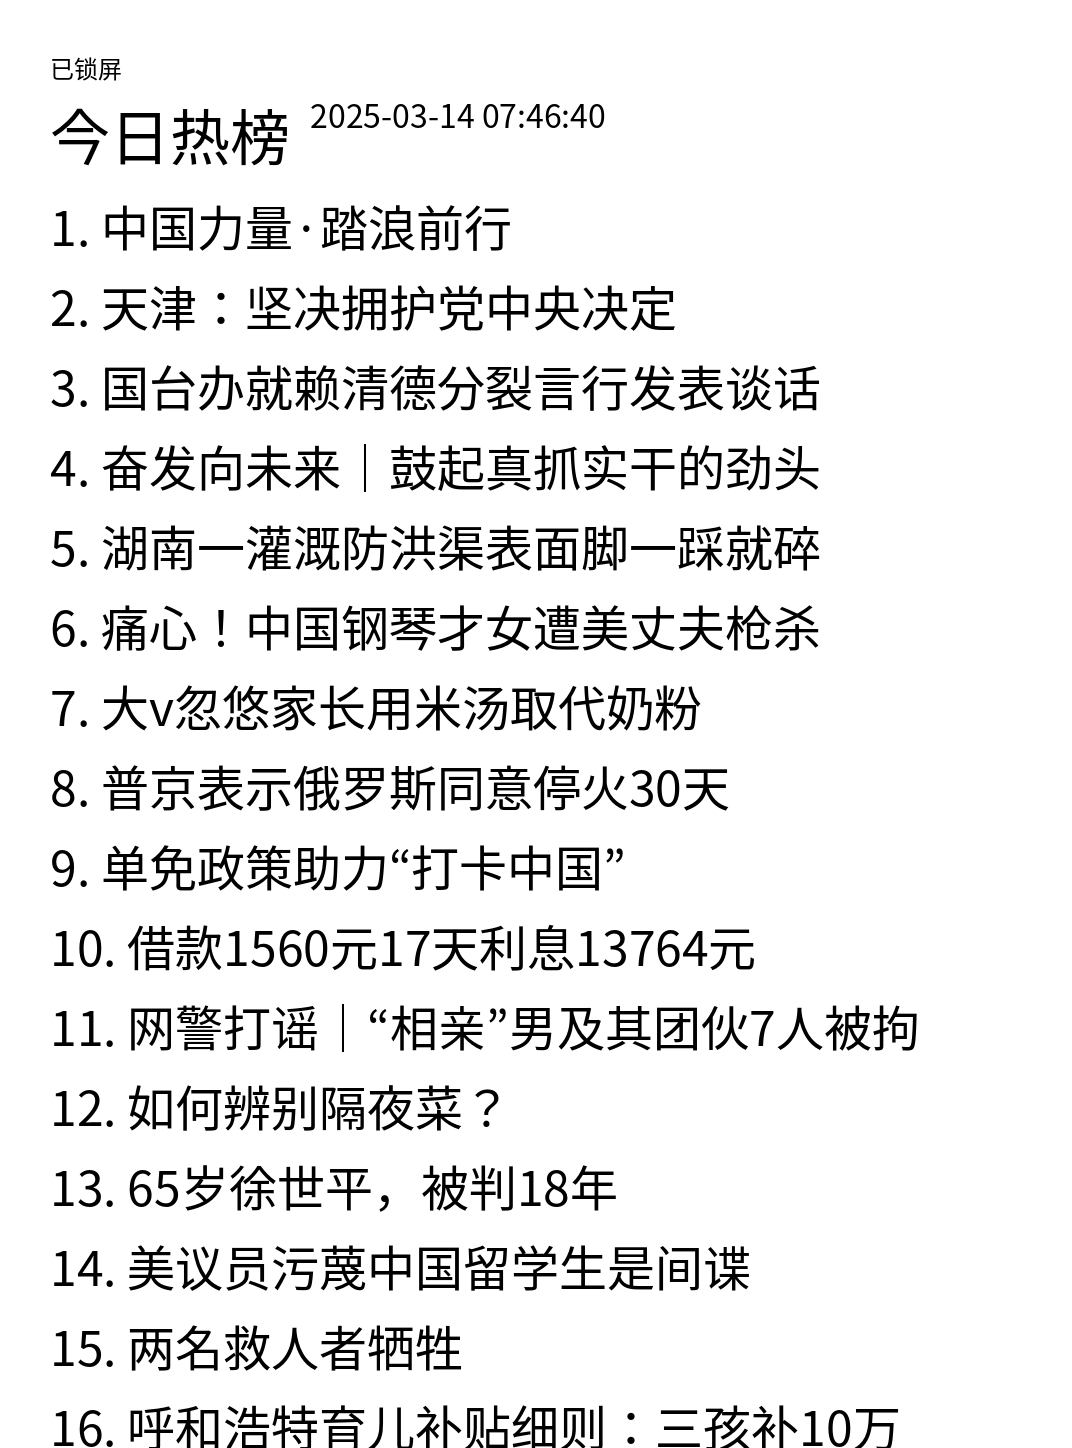 已锁屏
今日热榜 2025-03-14 07:46:40
1. 中国力量·踏浪前行
2. 天津：坚决拥护党中央决定
3. 国台办就赖清德分裂言行发表谈话
4. 奋发向未来｜鼓起真抓实干的劲头
5. 湖南一灌溉防洪渠表面脚一踩就碎
6. 痛心！中国钢琴才女遭美丈夫枪杀
7. 大v忽悠家长用米汤取代奶粉
8. 普京表示俄罗斯同意停火30天
9. 单免政策助力“打卡中国”
10. 借款1560元17天利息13764元
11. 网警打谣｜“相亲”男及其团伙7人被拘
12. 如何辨别隔夜菜？
13. 65岁徐世平，被判18年
14. 美议员污蔑中国留学生是间谍
15. 两名救人者牺牲
16. 呼和浩特育儿补贴细则：三孩补10万